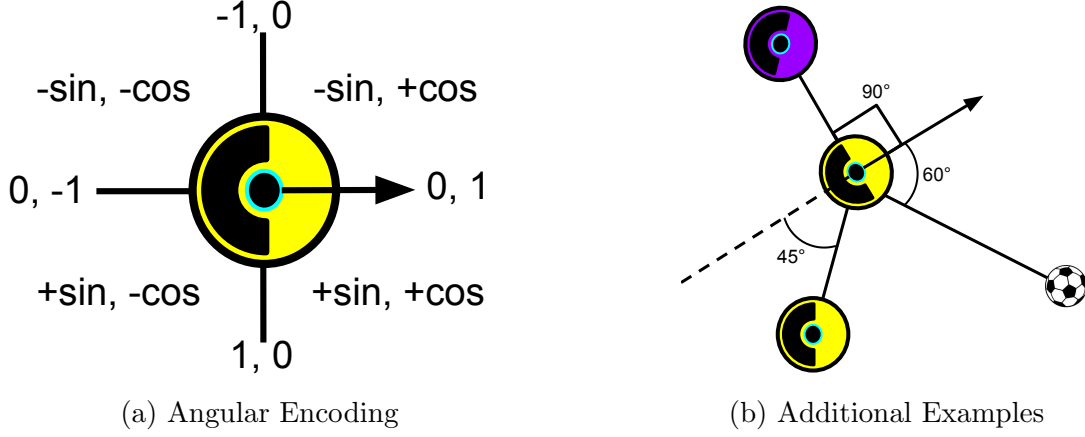 -1, 0
-sin, -cos
-sin, +cos
0, -1
0, 1
+sin, -cos
+sin, +cos
1, 0
(a) Angular Encoding
90°
60°
45°
(b) Additional Examples